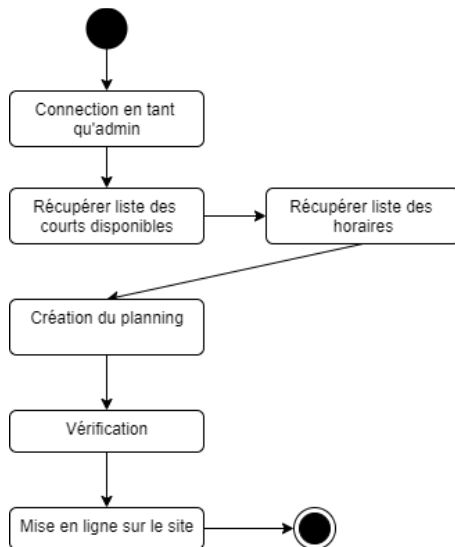 Connection en tant
qu'admin
Récupérer liste des
courts disponibles
Récupérer liste des
horaires
Création du planning
Vérification
Mise en ligne sur le site